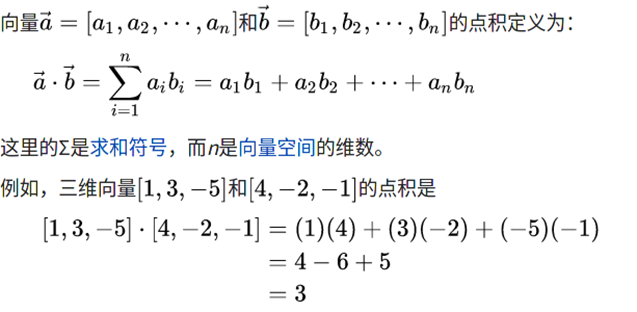 向量$\vec{a} = [a_1, a_2, \cdots, a_n]$和$\vec{b} = [b_1, b_2, \cdots, b_n]$的点积定义为：
$\vec{a} \cdot \vec{b} = \sum_{i=1}^{n} a_i b_i = a_1 b_1 + a_2 b_2 + \cdots + a_n b_n$
这里的Σ是求和符号，而n是向量空间的维数。
例如，三维向量$[1, 3, -5]$和$[4, -2, -1]$的点积是
$[1, 3, -5] \cdot [4, -2, -1] = (1)(4) + (3)(-2) + (-5)(-1)$
$= 4 - 6 + 5$
$= 3$